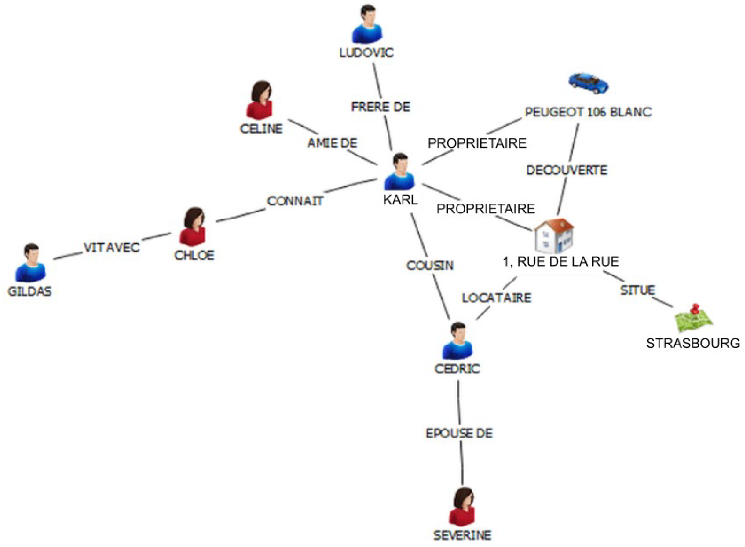 LUDOVIC
FRERE DE
CELINE
AMIE DE
PROPRIETAIRE
PEUGEOT 106 BLANC
DECOUVERTE
KARL
CONNAIT
PROPRIETAIRE
CHLOE
VIT AVEC
GILDAS
1, RUE DE LA RUE
COUSIN
LOCATAIRE
SITUE
STRASBOURG
CEDRIC
EPOUSE DE
SEVERINE